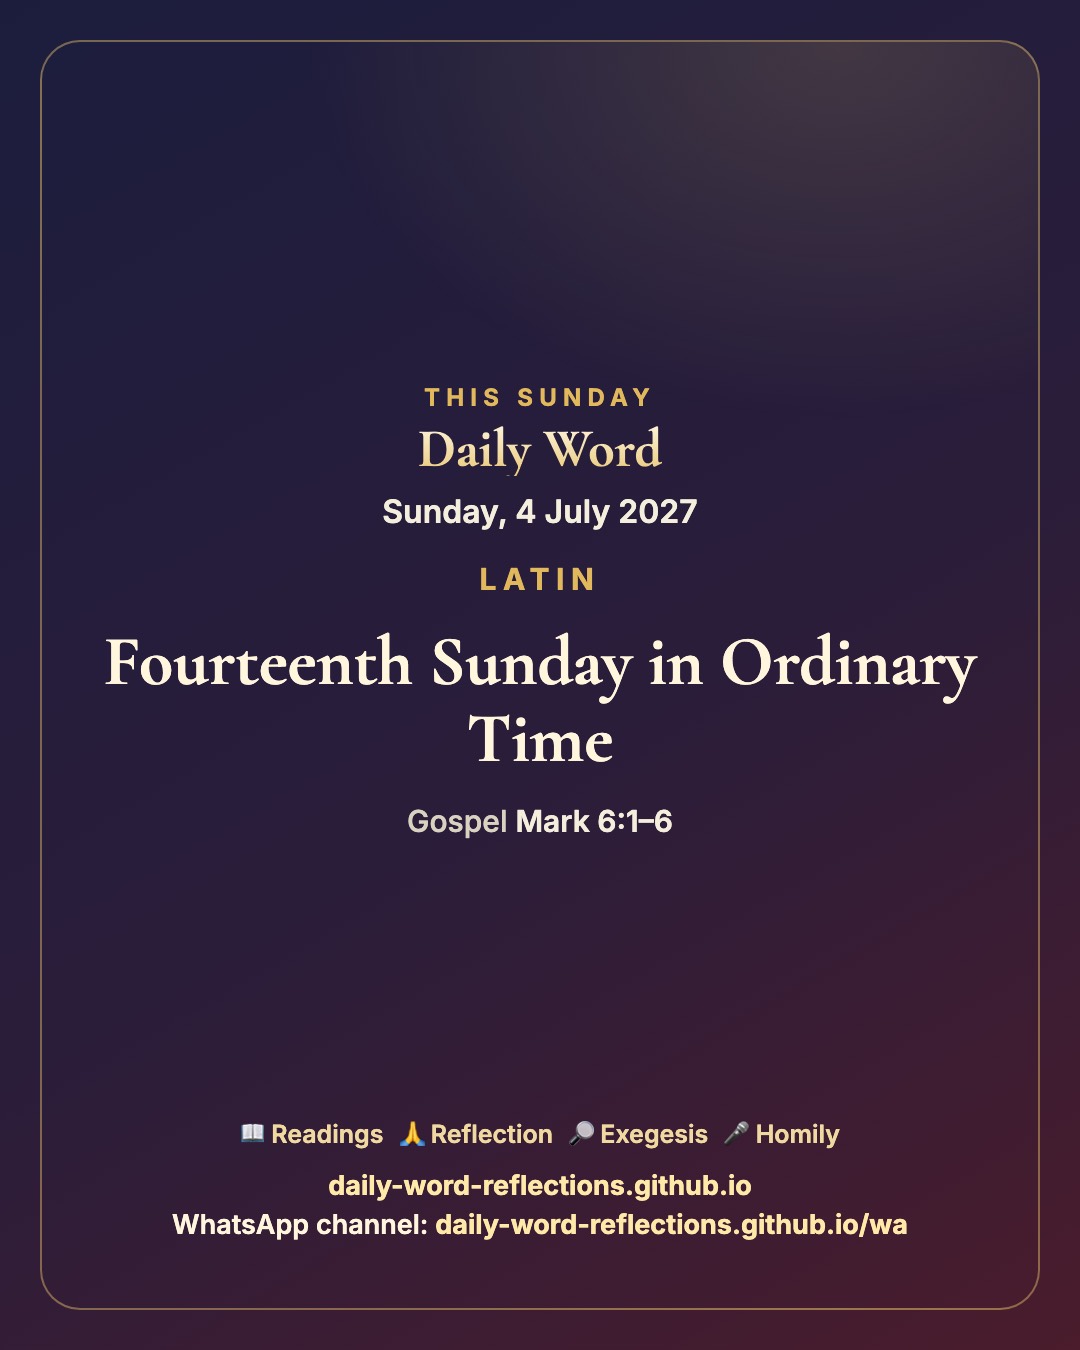 THIS SUNDAY
Daily Word
Sunday, 4 July 2027
LATIN
Fourteenth Sunday in Ordinary
Time
Gospel Mark 6:1–6
📖 Readings 🙏 Reflection 🔎 Exegesis 🎤 Homily
daily-word-reflections.github.io
WhatsApp channel: daily-word-reflections.github.io/wa